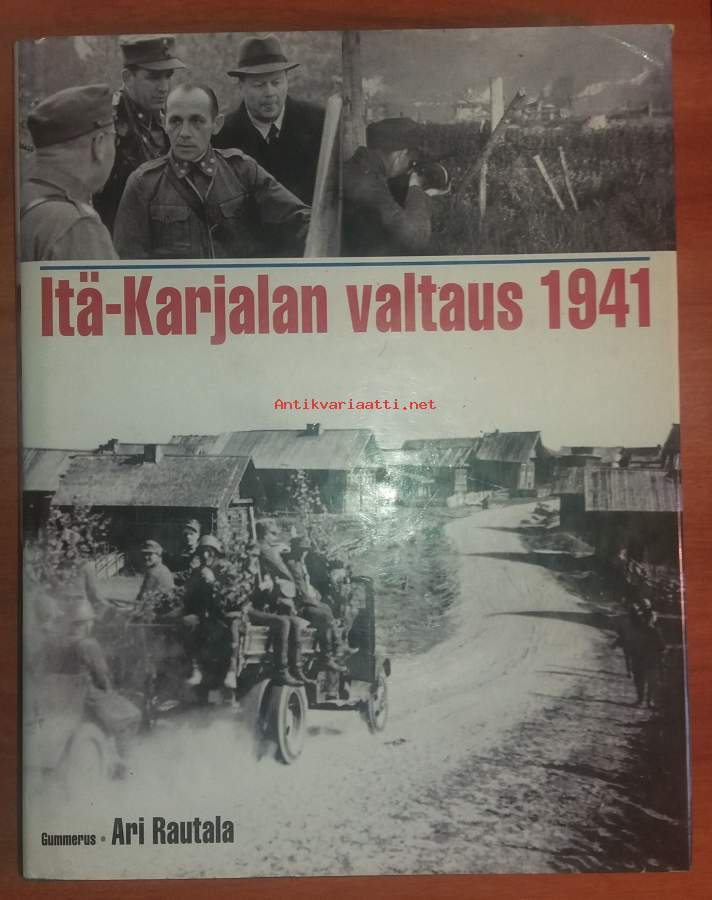 Itä-Karjalan valtaus 1941
Antikvariaatti.net
Gummerus • Ari Rautala